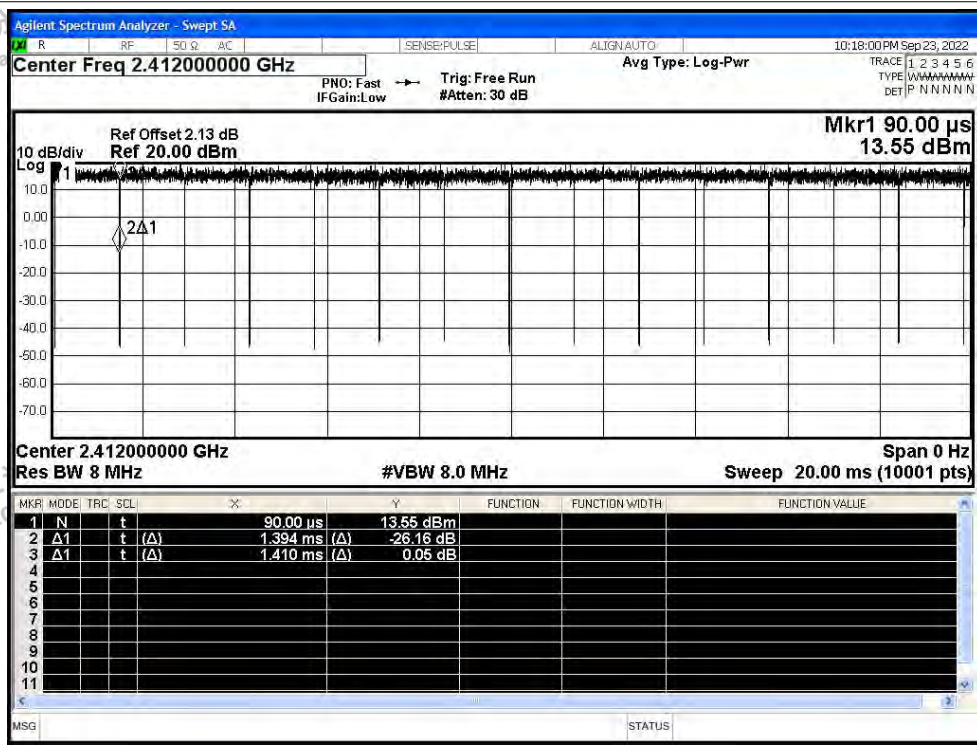 Agilent Spectrum Analyzer - Swept SA
R RF 50 Ω AC SENSE:PULSE ALIGN AUTO 10:18:00 PM Sep 23, 2022
Center Freq 2.412000000 GHz Avg Type: Log-Pwr TRACE 1 2 3 4 5 6
PNO: Fast Trig: Free Run TYPE WWWWWW
IFGain:Low #Atten: 30 dB DET P N N N N N
Mkr1 90.00 µs
Ref Offset 2.13 dB
10 dB/div Ref 20.00 dBm 13.55 dBm
Log
1
10.0
0.00
2Δ1
-10.0
-20.0
-30.0
-40.0
-50.0
-60.0
-70.0
Center 2.412000000 GHz Span 0 Hz
Res BW 8 MHz #VBW 8.0 MHz Sweep 20.00 ms (10001 pts)
MKR MODE TRC SCL X Y FUNCTION FUNCTION WIDTH FUNCTION VALUE
1 N t 90.00 µs 13.55 dBm
2 Δ1 t (Δ) 1.394 ms (Δ) -26.16 dB
3 Δ1 t (Δ) 1.410 ms (Δ) 0.05 dB
4
5
6
7
8
9
10
11
MSG STATUS